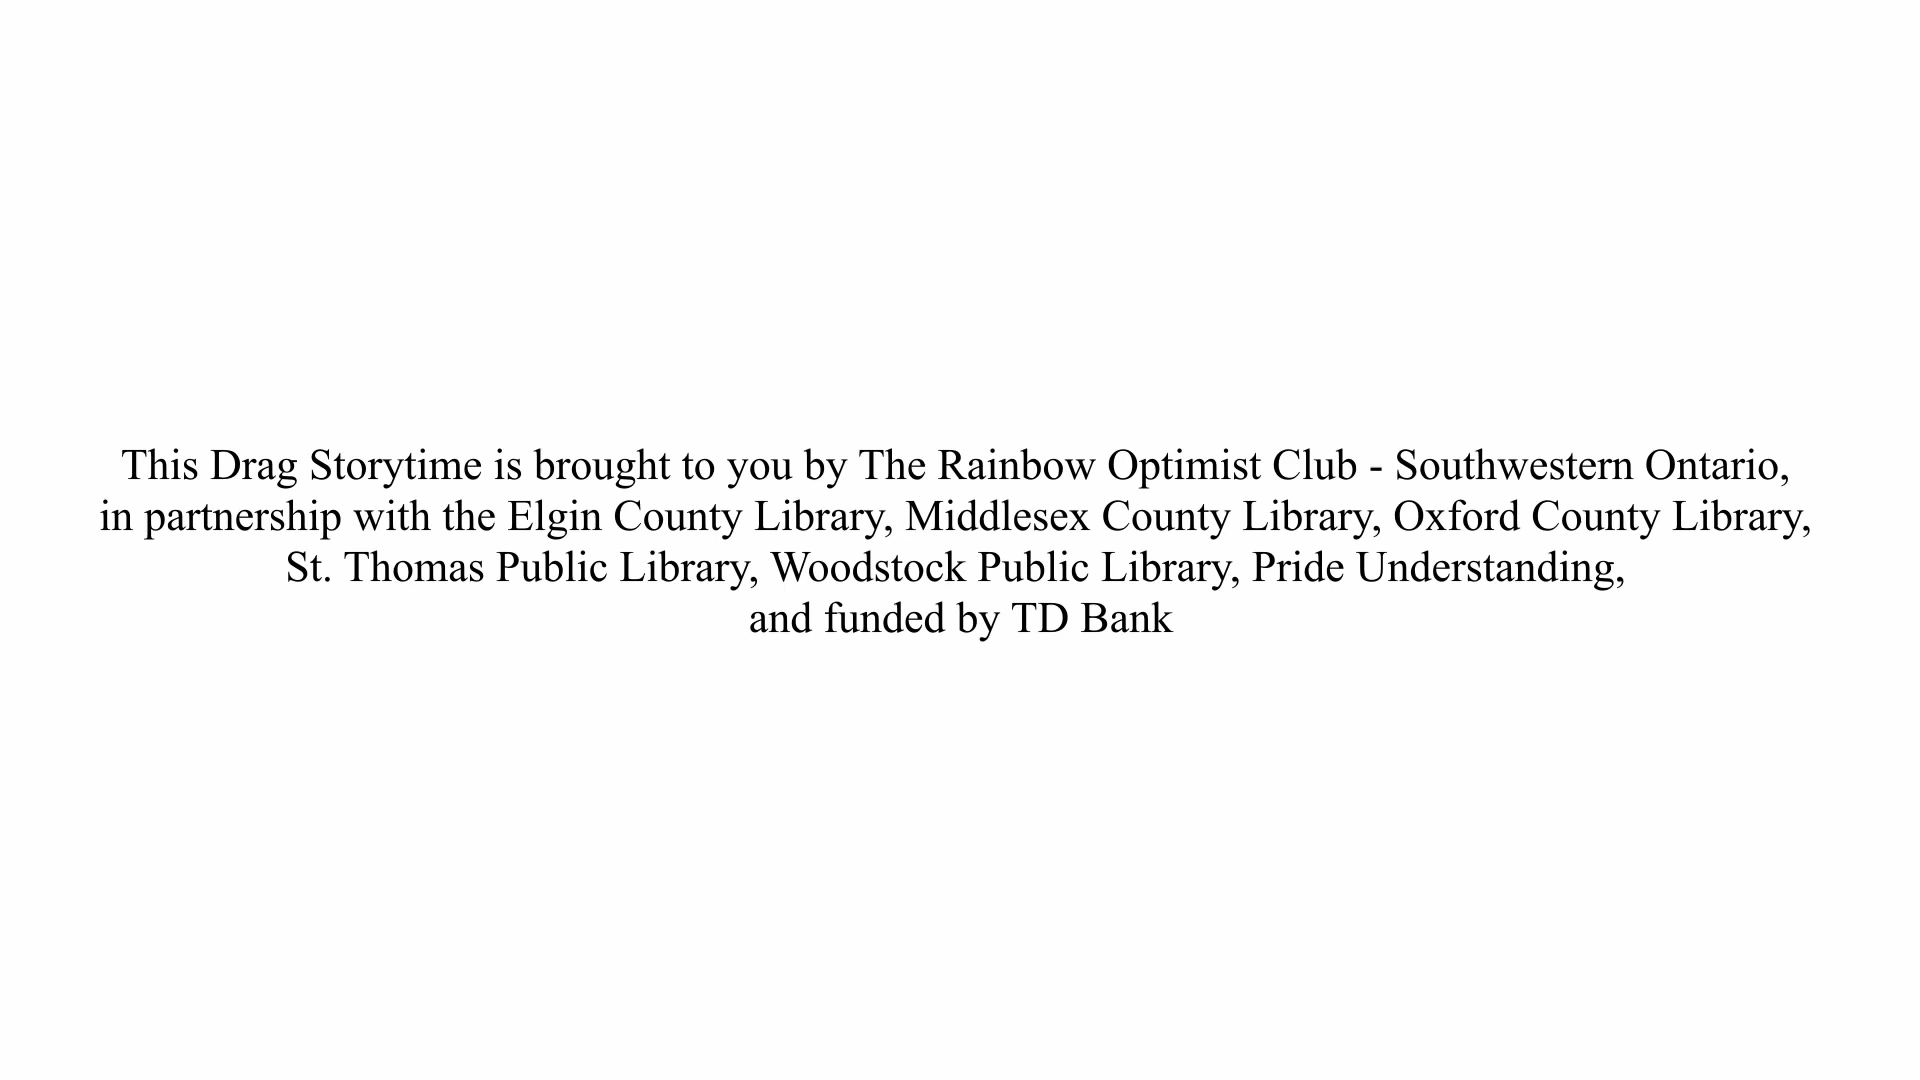 This Drag Storytime is brought to you by The Rainbow Optimist Club - Southwestern Ontario,
in partnership with the Elgin County Library, Middlesex County Library, Oxford County Library,
St. Thomas Public Library, Woodstock Public Library, Pride Understanding,
and funded by TD Bank